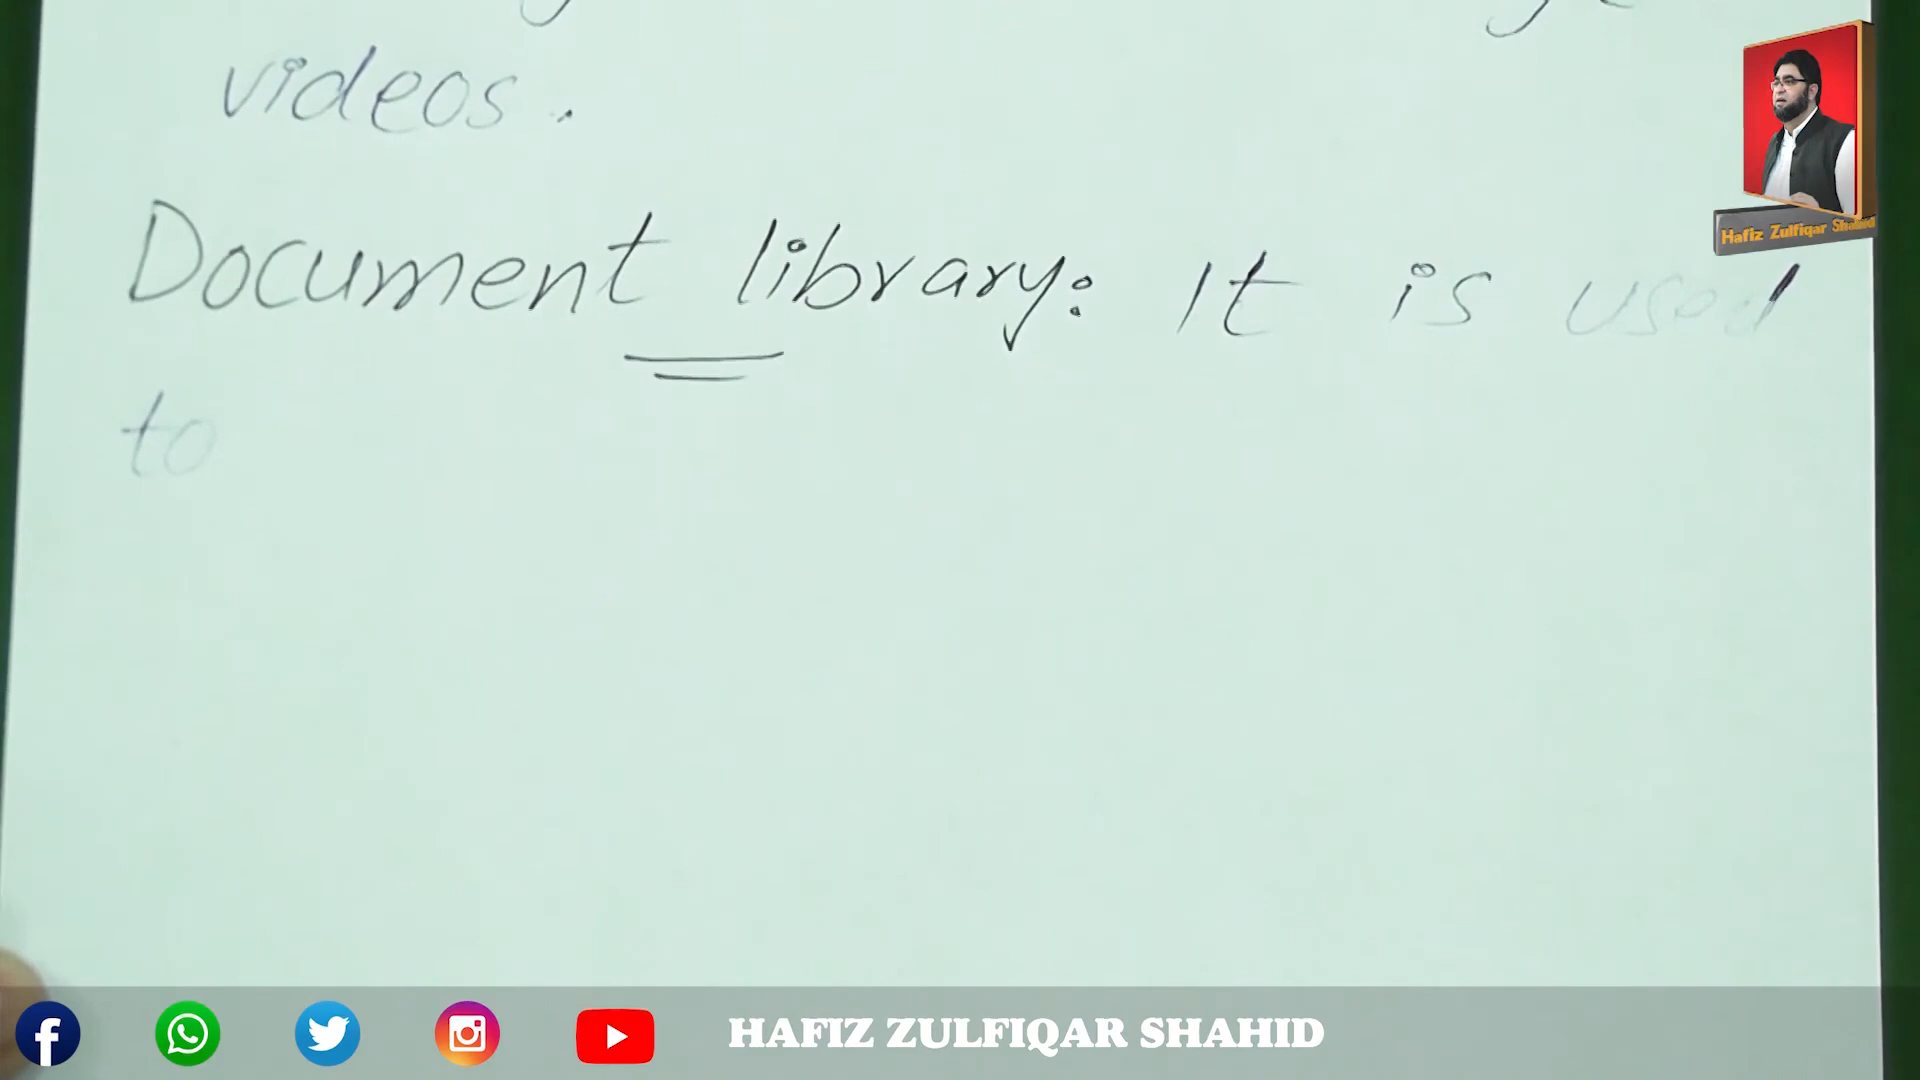 videos.
Document library: It is used
to
Hafiz Zulfiqar Shahid
HAFIZ ZULFIQAR SHAHID